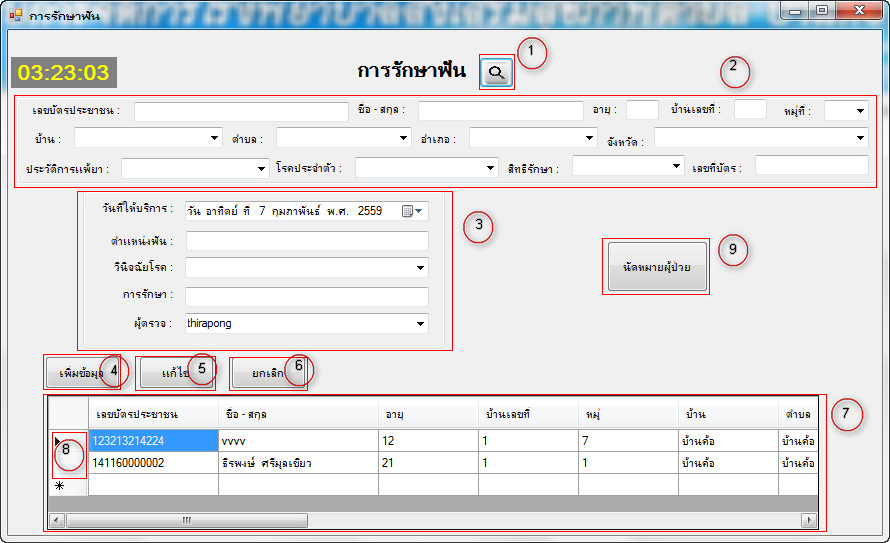 การรักษาฟัน
03:23:03
การรักษาฟัน
1
2
เลขบัตรประชาชน : ชื่อ - สกุล : อายุ : บ้านเลขที่ : หมู่ที่ :
บ้าน : ตำบล : อำเภอ : จังหวัด :
ประวัติการแพ้ยา : โรคประจำตัว : สิทธิรักษา : เลขที่บัตร :
วันที่ให้บริการ : วัน อาทิตย์ ที่ 7 กุมภาพันธ์ พ.ศ. 2559
3
ตำแหน่งฟัน :
9
วินิจฉัยโรค :
นัดหมายผู้ป่วย
การรักษา :
ผู้ตรวจ : thirapong
เพิ่มข้อมูล 4 แก้ไข 5 ยกเลิก 6
7
เลขบัตรประชาชน ชื่อ - สกุล อายุ บ้านเลขที่ หมู่ บ้าน ตำบล
123213214224 vvvv 12 1 7 บ้านค้อ บ้านค้อ
8
141160000002 ธิรพงษ์ ศรีมุลเขียว 21 1 1 บ้านค้อ บ้านค้อ